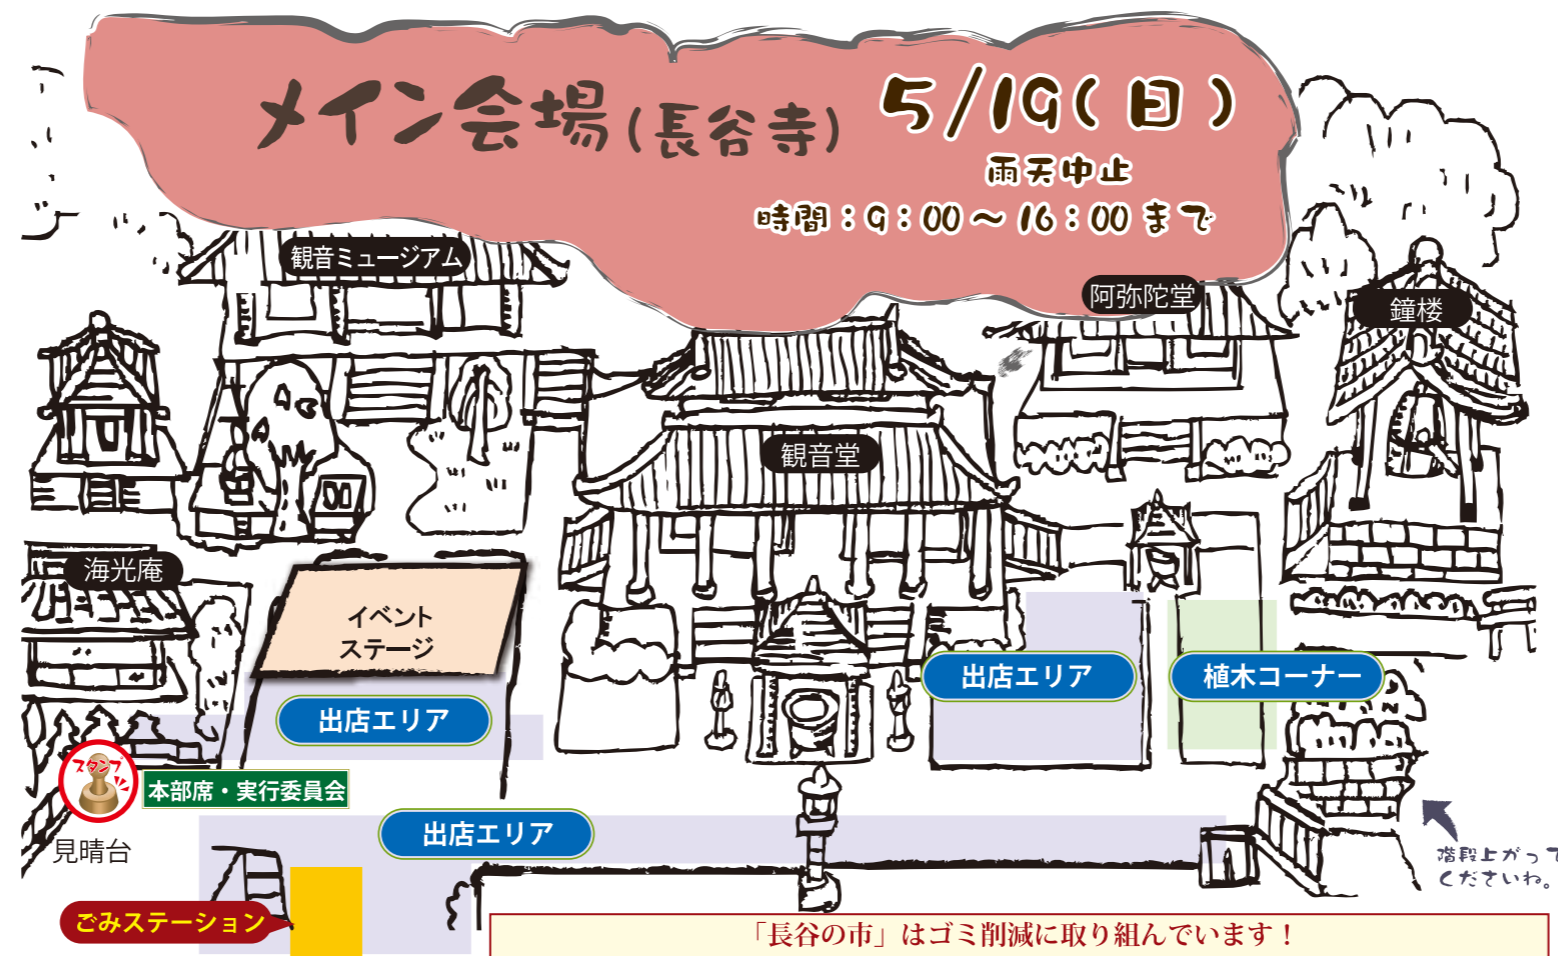 メイン会場(長谷寺)
5/19(日)
雨天中止
時間:9:00~16:00まで
観音ミュージアム
阿弥陀堂
鐘楼
観音堂
海光庵
イベント
ステージ
出店エリア
植木コーナー
出店エリア
スタンプ
本部席・実行委員会
出店エリア
見晴台
階段上がって
くださいね。
ごみステーション
「長谷の市」はゴミ削減に取り組んでいます!